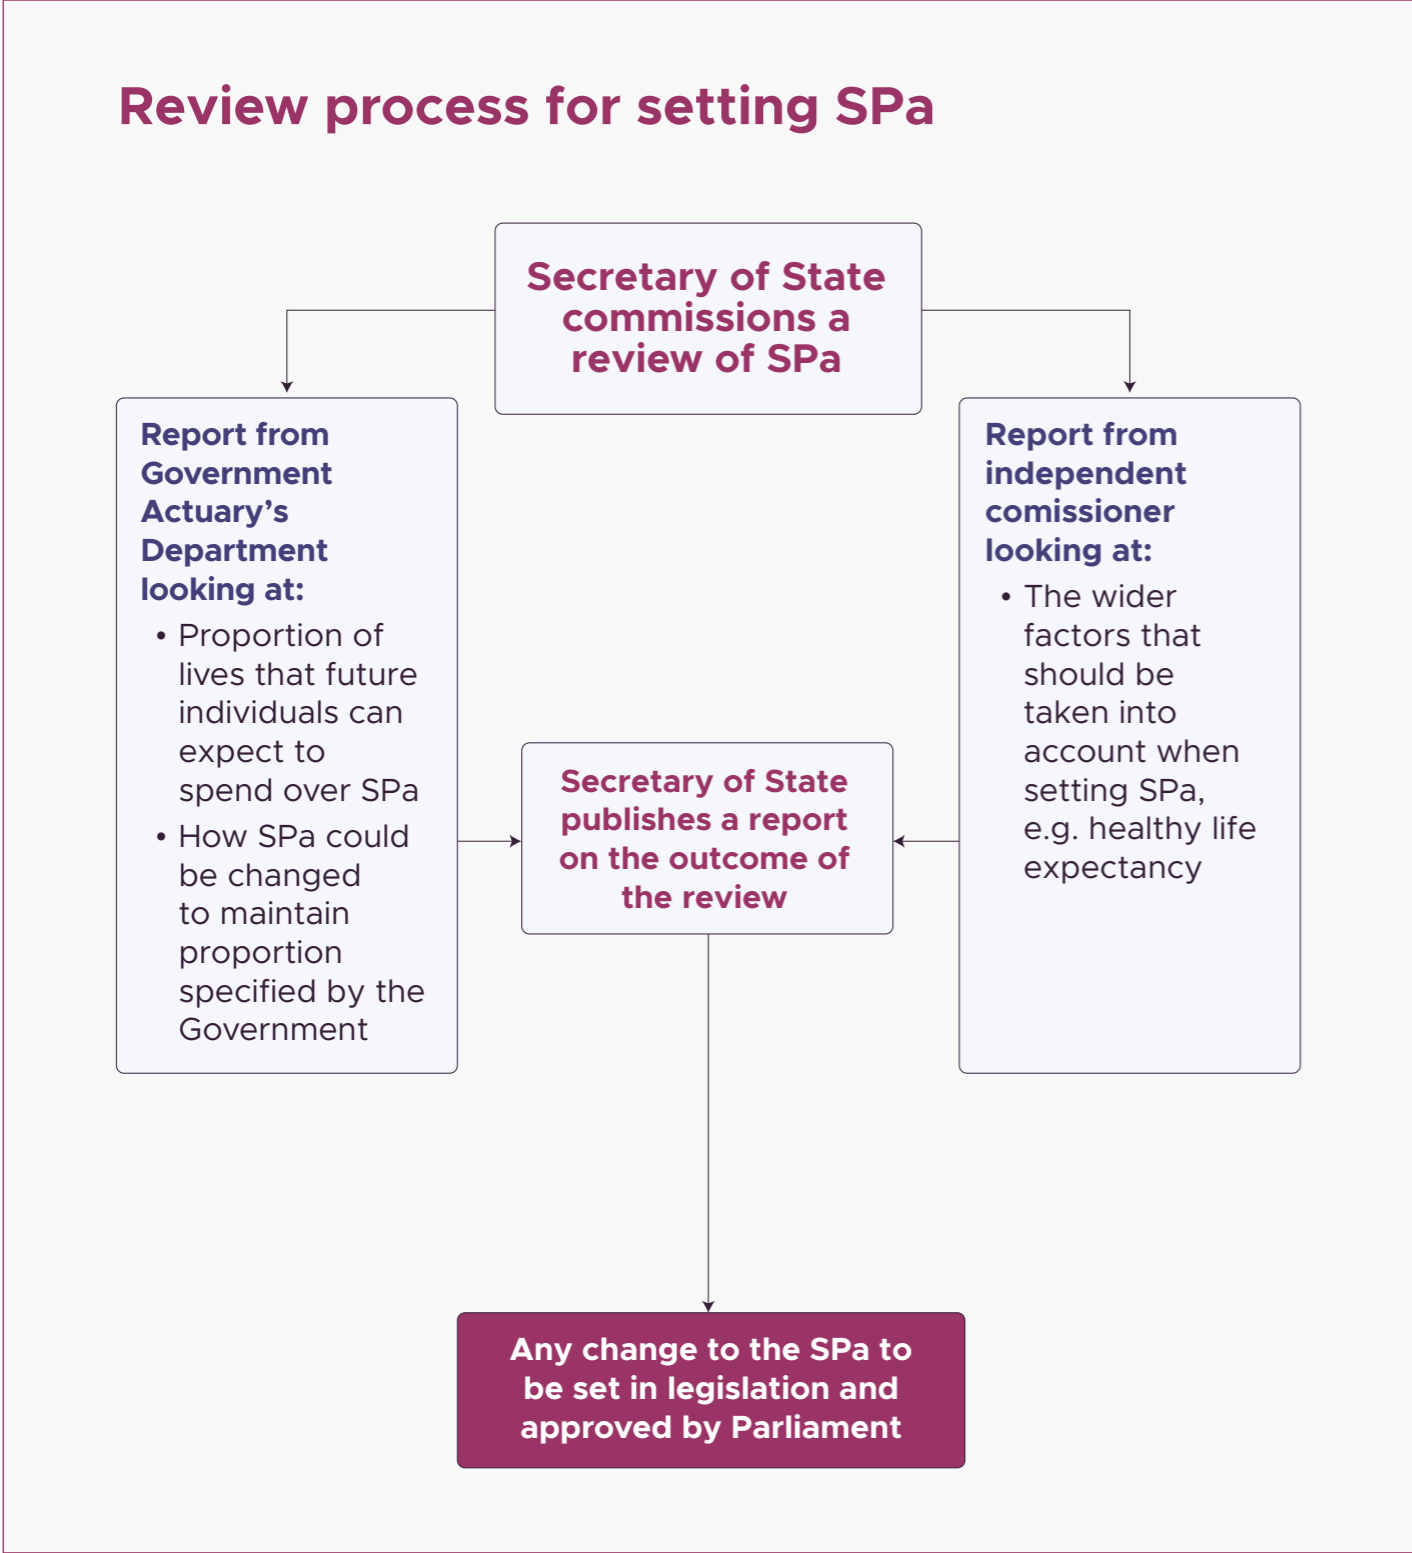 Review process for setting SPa
Secretary of State
commissions a
review of SPa
Report from
Government
Actuary’s
Department
looking at:
• Proportion of
lives that future
individuals can
expect to
spend over SPa
• How SPa could
be changed
to maintain
proportion
specified by the
Government
Report from
independent
comissioner
looking at:
• The wider
factors that
should be
taken into
account when
setting SPa,
e.g. healthy life
expectancy
Secretary of State
publishes a report
on the outcome of
the review
Any change to the SPa to
be set in legislation and
approved by Parliament